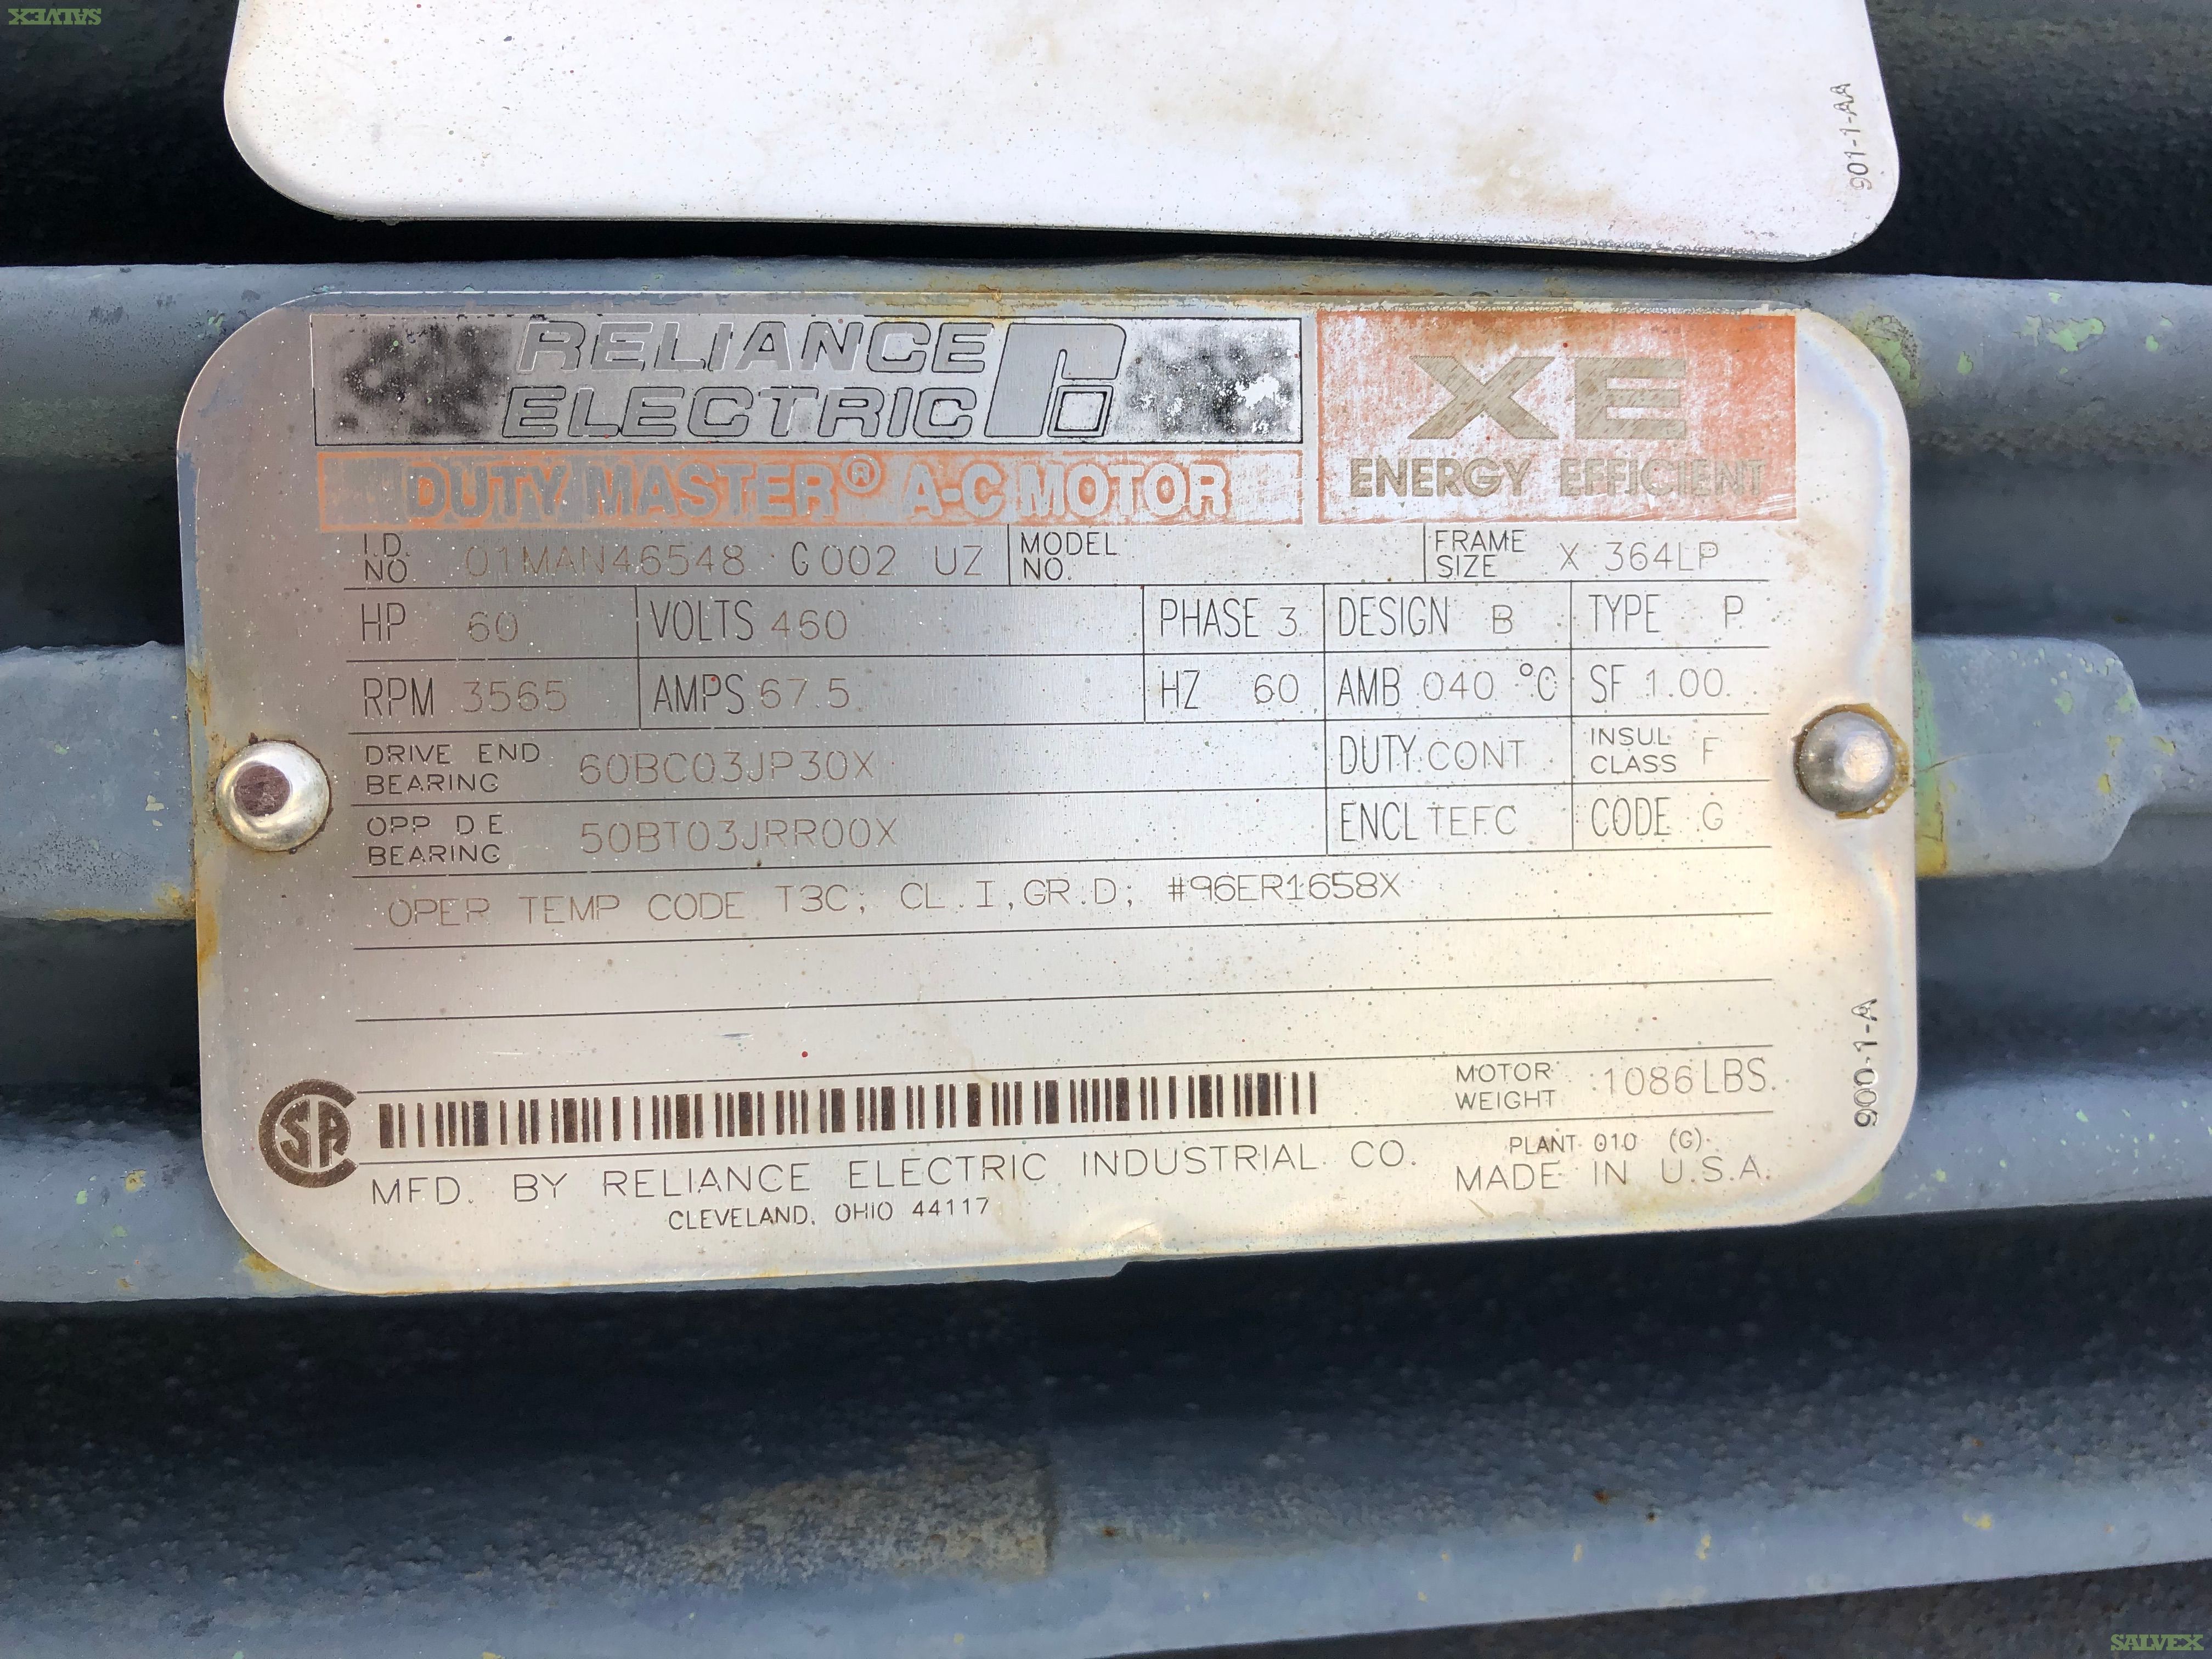 SALVEX
901-1-AA
RELIANCE
ELECTRIC
XE
ENERGY EFFICIENT
DUTY MASTER® A-C MOTOR
I.D. NO. 01MAN46548 G002 UZ MODEL NO. FRAME SIZE X 364LP
HP 60 VOLTS 460 PHASE 3 DESIGN B TYPE P
RPM 3565 AMPS 67.5 HZ 60 AMB 040 °C SF 1.00
DRIVE END BEARING 60BC03JP30X DUTY CONT INSUL CLASS F
OPP D.E. BEARING 50BT03JRR00X ENCL TEFC CODE G
OPER TEMP CODE T3C; CL.I,GR.D; #96ER1658X
900-1-A
MOTOR WEIGHT 1086 LBS.
CSA
PLANT 010 (G)
MFD. BY RELIANCE ELECTRIC INDUSTRIAL CO. MADE IN U.S.A.
CLEVELAND, OHIO 44117
SALVEX